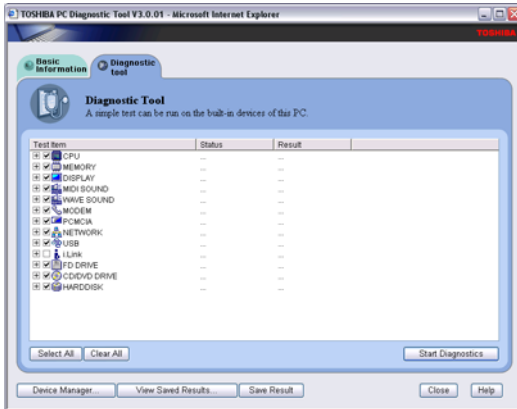 TOSHIBA PC Diagnostic Tool V3.0.01 - Microsoft Internet Explorer
TOSHIBA
Basic Information
Diagnostic tool
Diagnostic Tool
A simple test can be run on the built-in devices of this PC.
Test Item Status Result
CPU ... ...
MEMORY ... ...
DISPLAY ... ...
MIDI SOUND ... ...
WAVE SOUND ... ...
MODEM ... ...
PCMCIA ... ...
NETWORK ... ...
USB ... ...
i.Link ... ...
FD DRIVE ... ...
CD/DVD DRIVE ... ...
HARDDISK ... ...
Select All Clear All Start Diagnostics
Device Manager... View Saved Results... Save Result Close Help